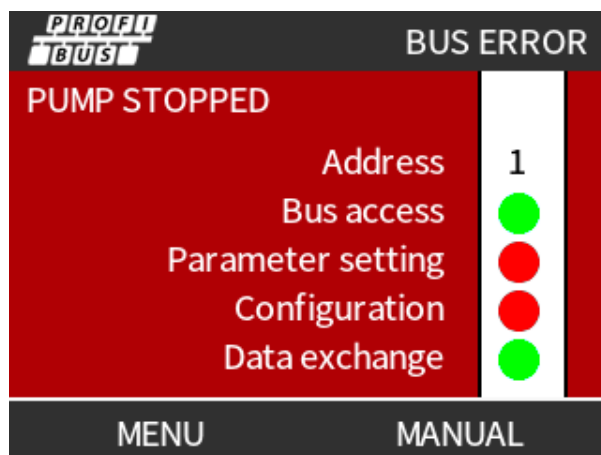 PROFI
BUS
BUS ERROR
PUMP STOPPED
Address 1
Bus access
Parameter setting
Configuration
Data exchange
MENU MANUAL